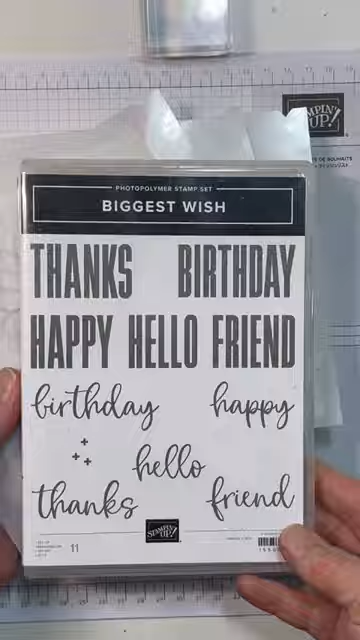 STAMPIN' UP!
PHOTOPOLYMER STAMP SET
BIGGEST WISH
THANKS BIRTHDAY
HAPPY HELLO FRIEND
birthday happy
hello
thanks friend
STAMPIN' UP!
11